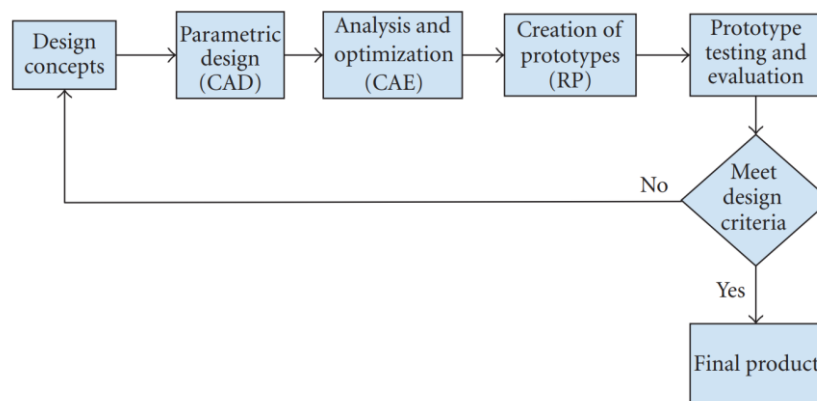 Design
concepts
Parametric
design
(CAD)
Analysis and
optimization
(CAE)
Creation of
prototypes
(RP)
Prototype
testing and
evaluation
Meet
design
criteria
No
Yes
Final product